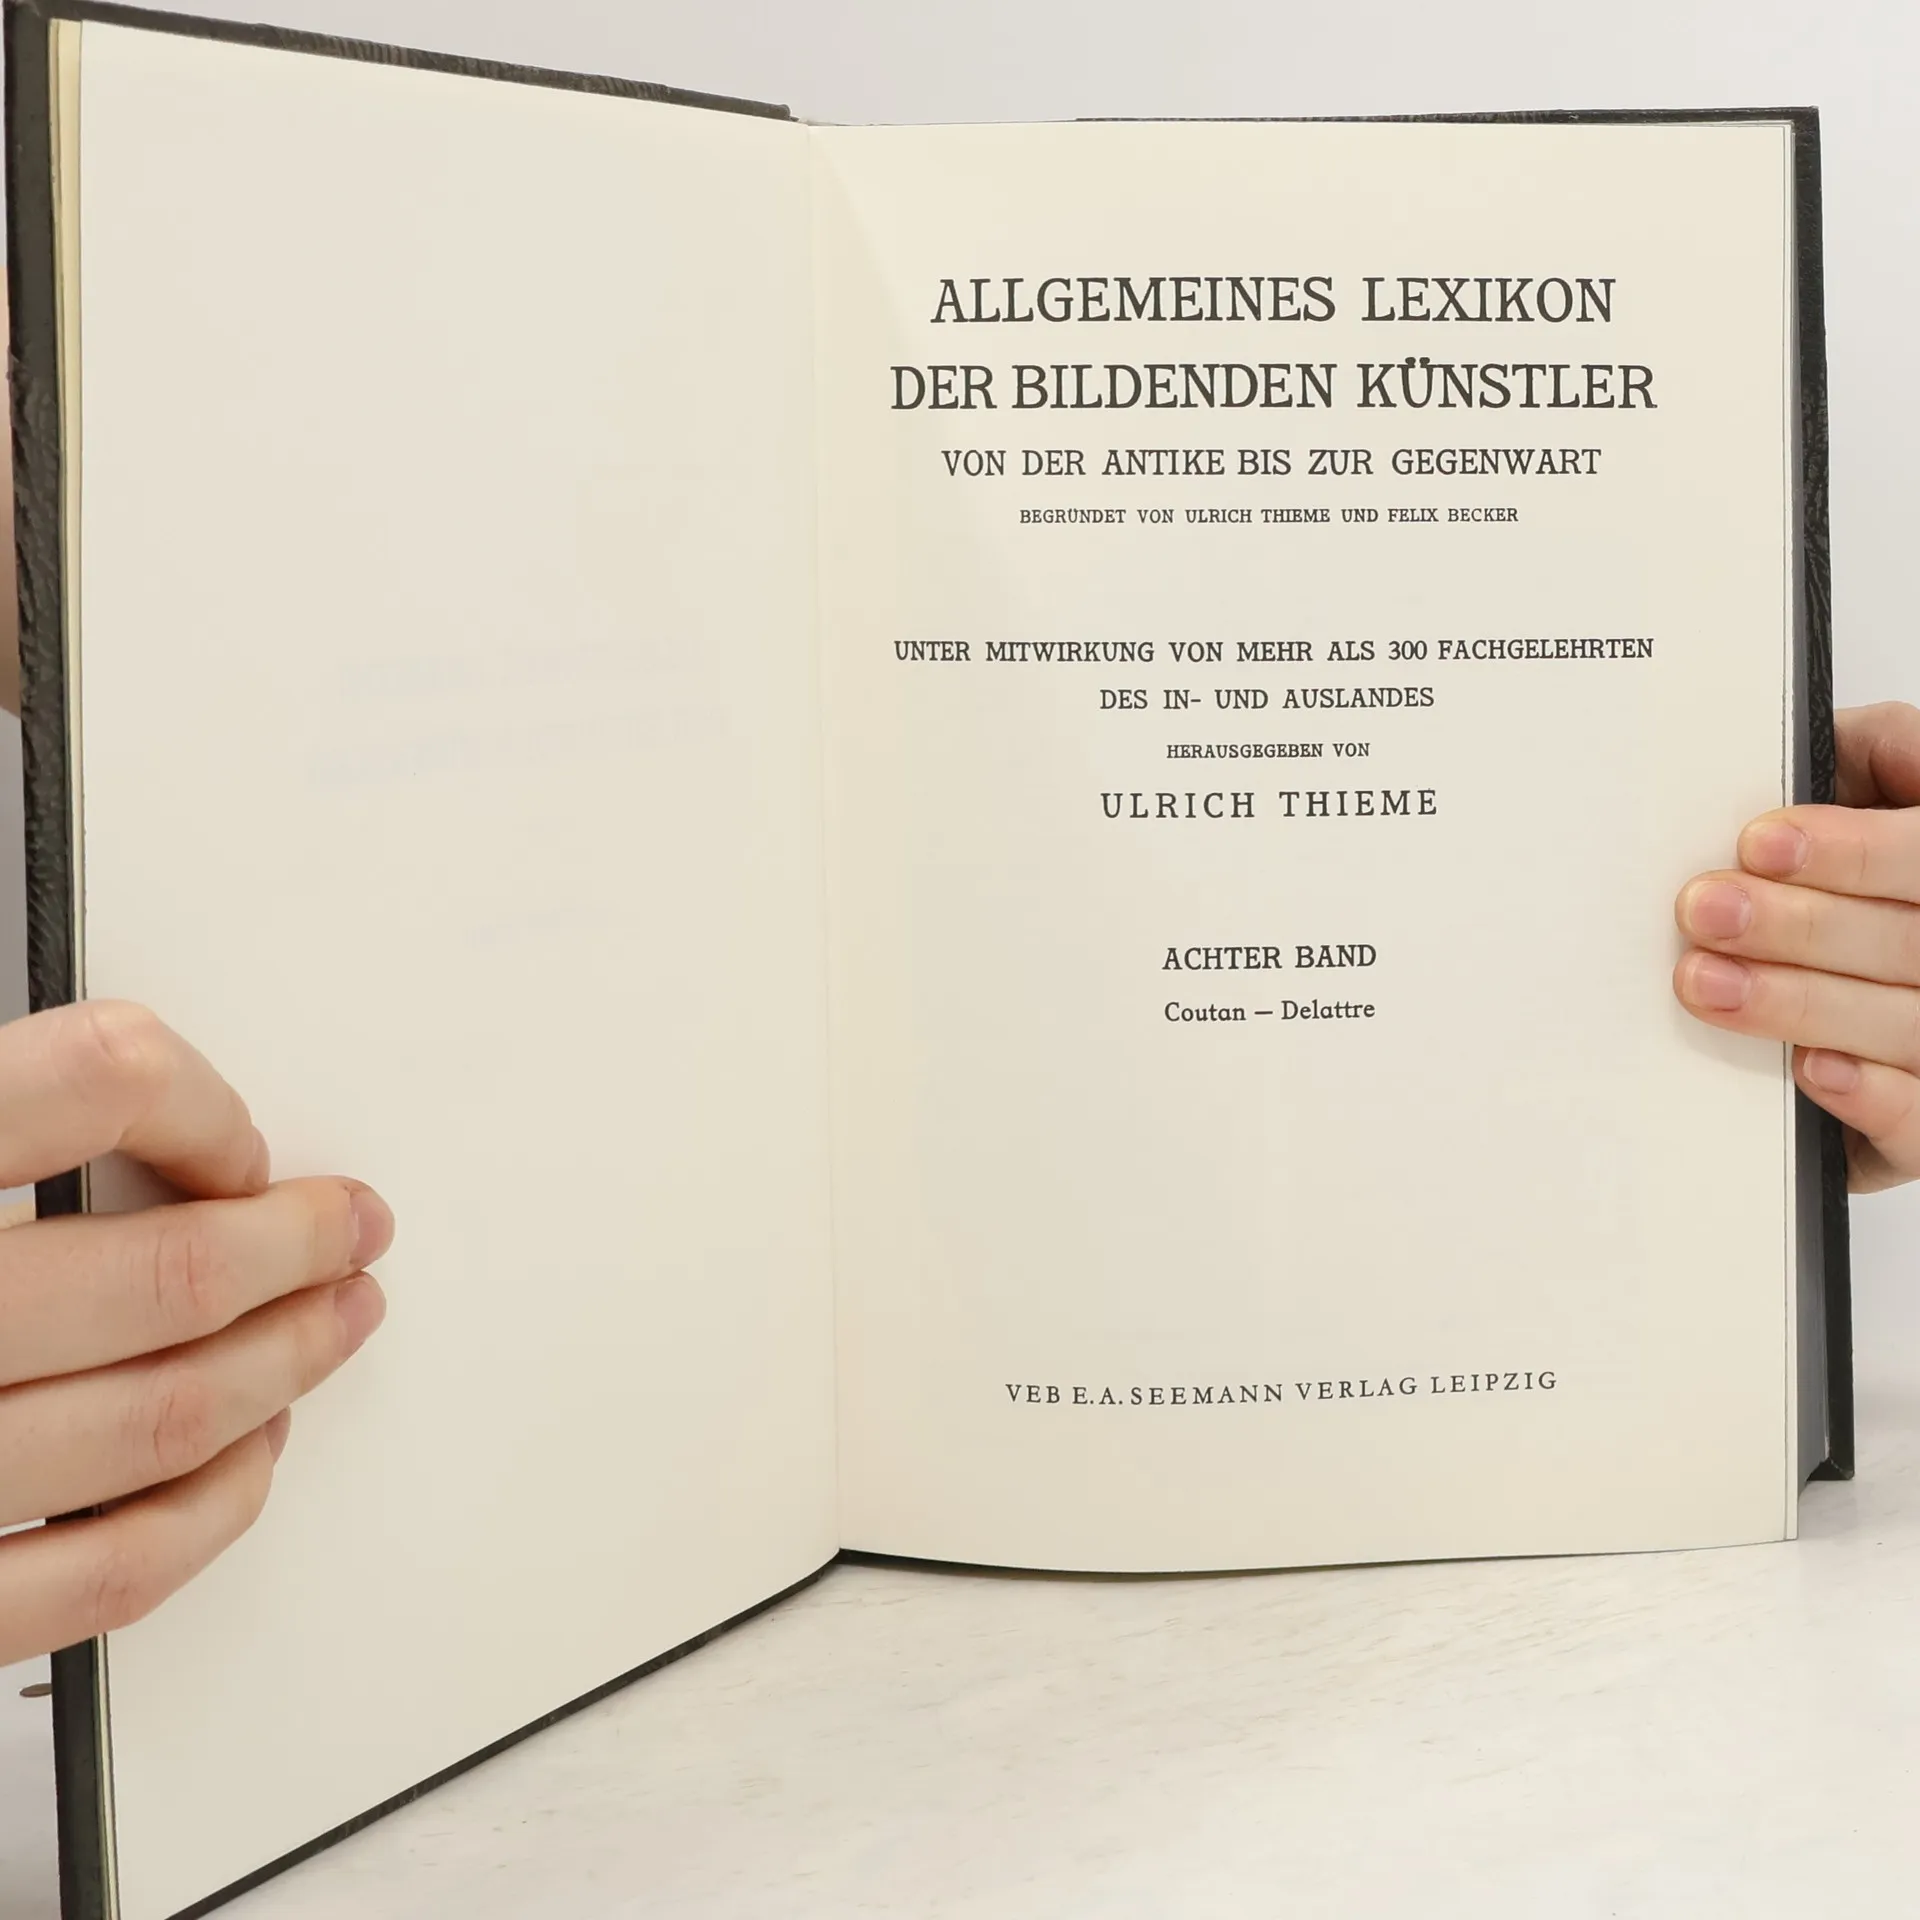 ALLGEMEINES LEXIKON
DER BILDENDEN KÜNSTLER
VON DER ANTIKE BIS ZUR GEGENWART
BEGRÜNDET VON ULRICH THIEME UND FELIX BECKER
UNTER MITWIRKUNG VON MEHR ALS 300 FACHGELEHRTEN
DES IN- UND AUSLANDES
HERAUSGEGEBEN VON
ULRICH THIEME
ACHTER BAND
Coutan — Delattre
VEB E. A. SEEMANN VERLAG LEIPZIG